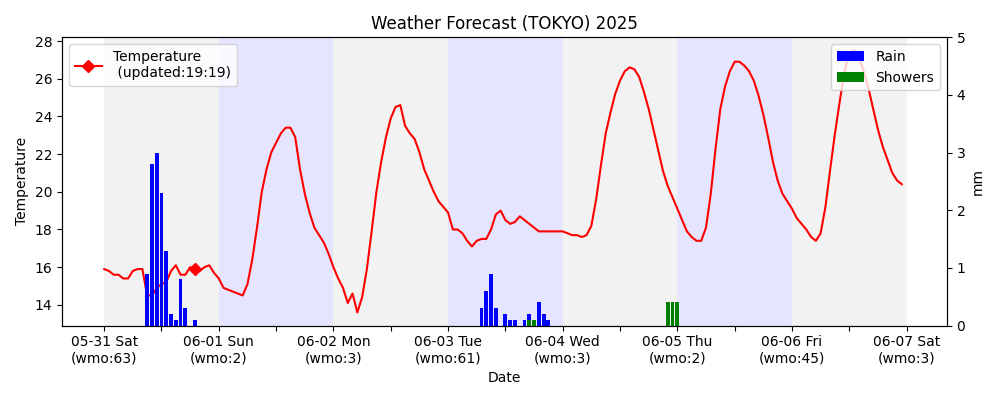 Weather Forecast (TOKYO) 2025
Temperature
(updated:19:19)
Rain
Showers
Temperature
28
26
24
22
20
18
16
14
5
4
3
2
1
0
mm
05-31 Sat
(wmo:63)
06-01 Sun
(wmo:2)
06-02 Mon
(wmo:3)
06-03 Tue
(wmo:61)
06-04 Wed
(wmo:3)
06-05 Thu
(wmo:2)
06-06 Fri
(wmo:45)
06-07 Sat
(wmo:3)
Date